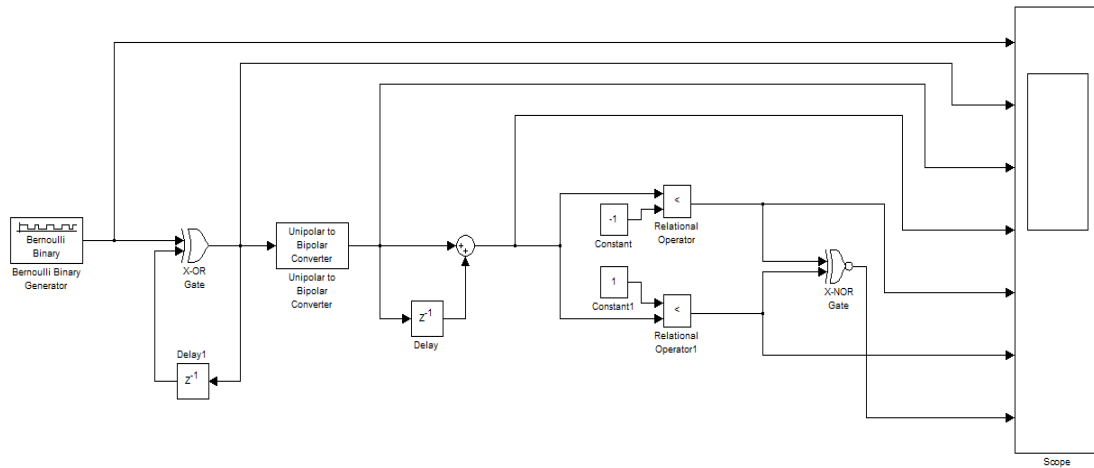 Bernoulli
Binary
Bernoulli Binary
Generator
X-OR
Gate
Delay1
Z-1
Unipolar to
Bipolar
Converter
Unipolar to
Bipolar
Converter
++
Z-1
Delay
-1
Constant
<
Relational
Operator
1
Constant1
<
Relational
Operator1
X-NOR
Gate
Scope